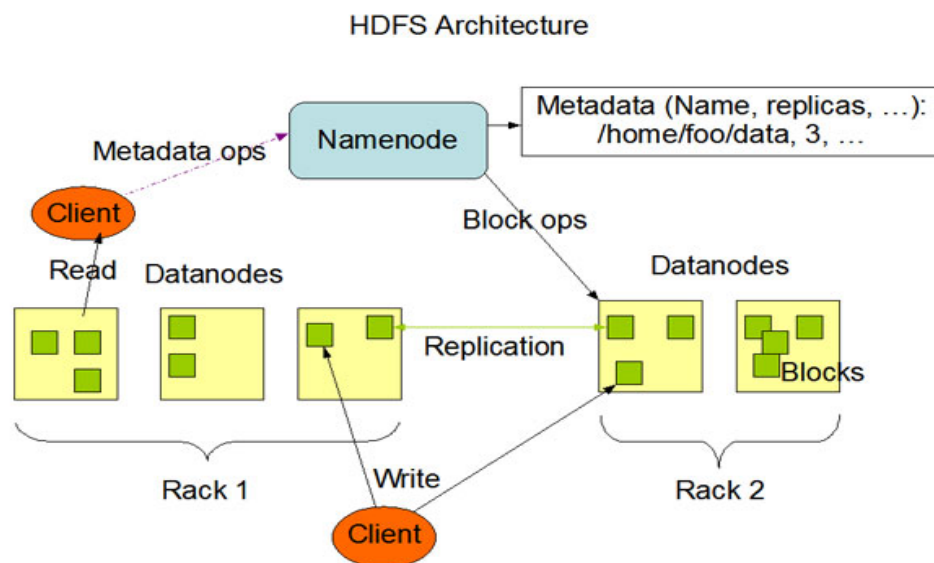 HDFS Architecture
Metadata (Name, replicas, …):
/home/foo/data, 3, …
Namenode
Metadata ops
Client
Block ops
Read
Datanodes
Datanodes
Replication
Blocks
Rack 1
Write
Rack 2
Client